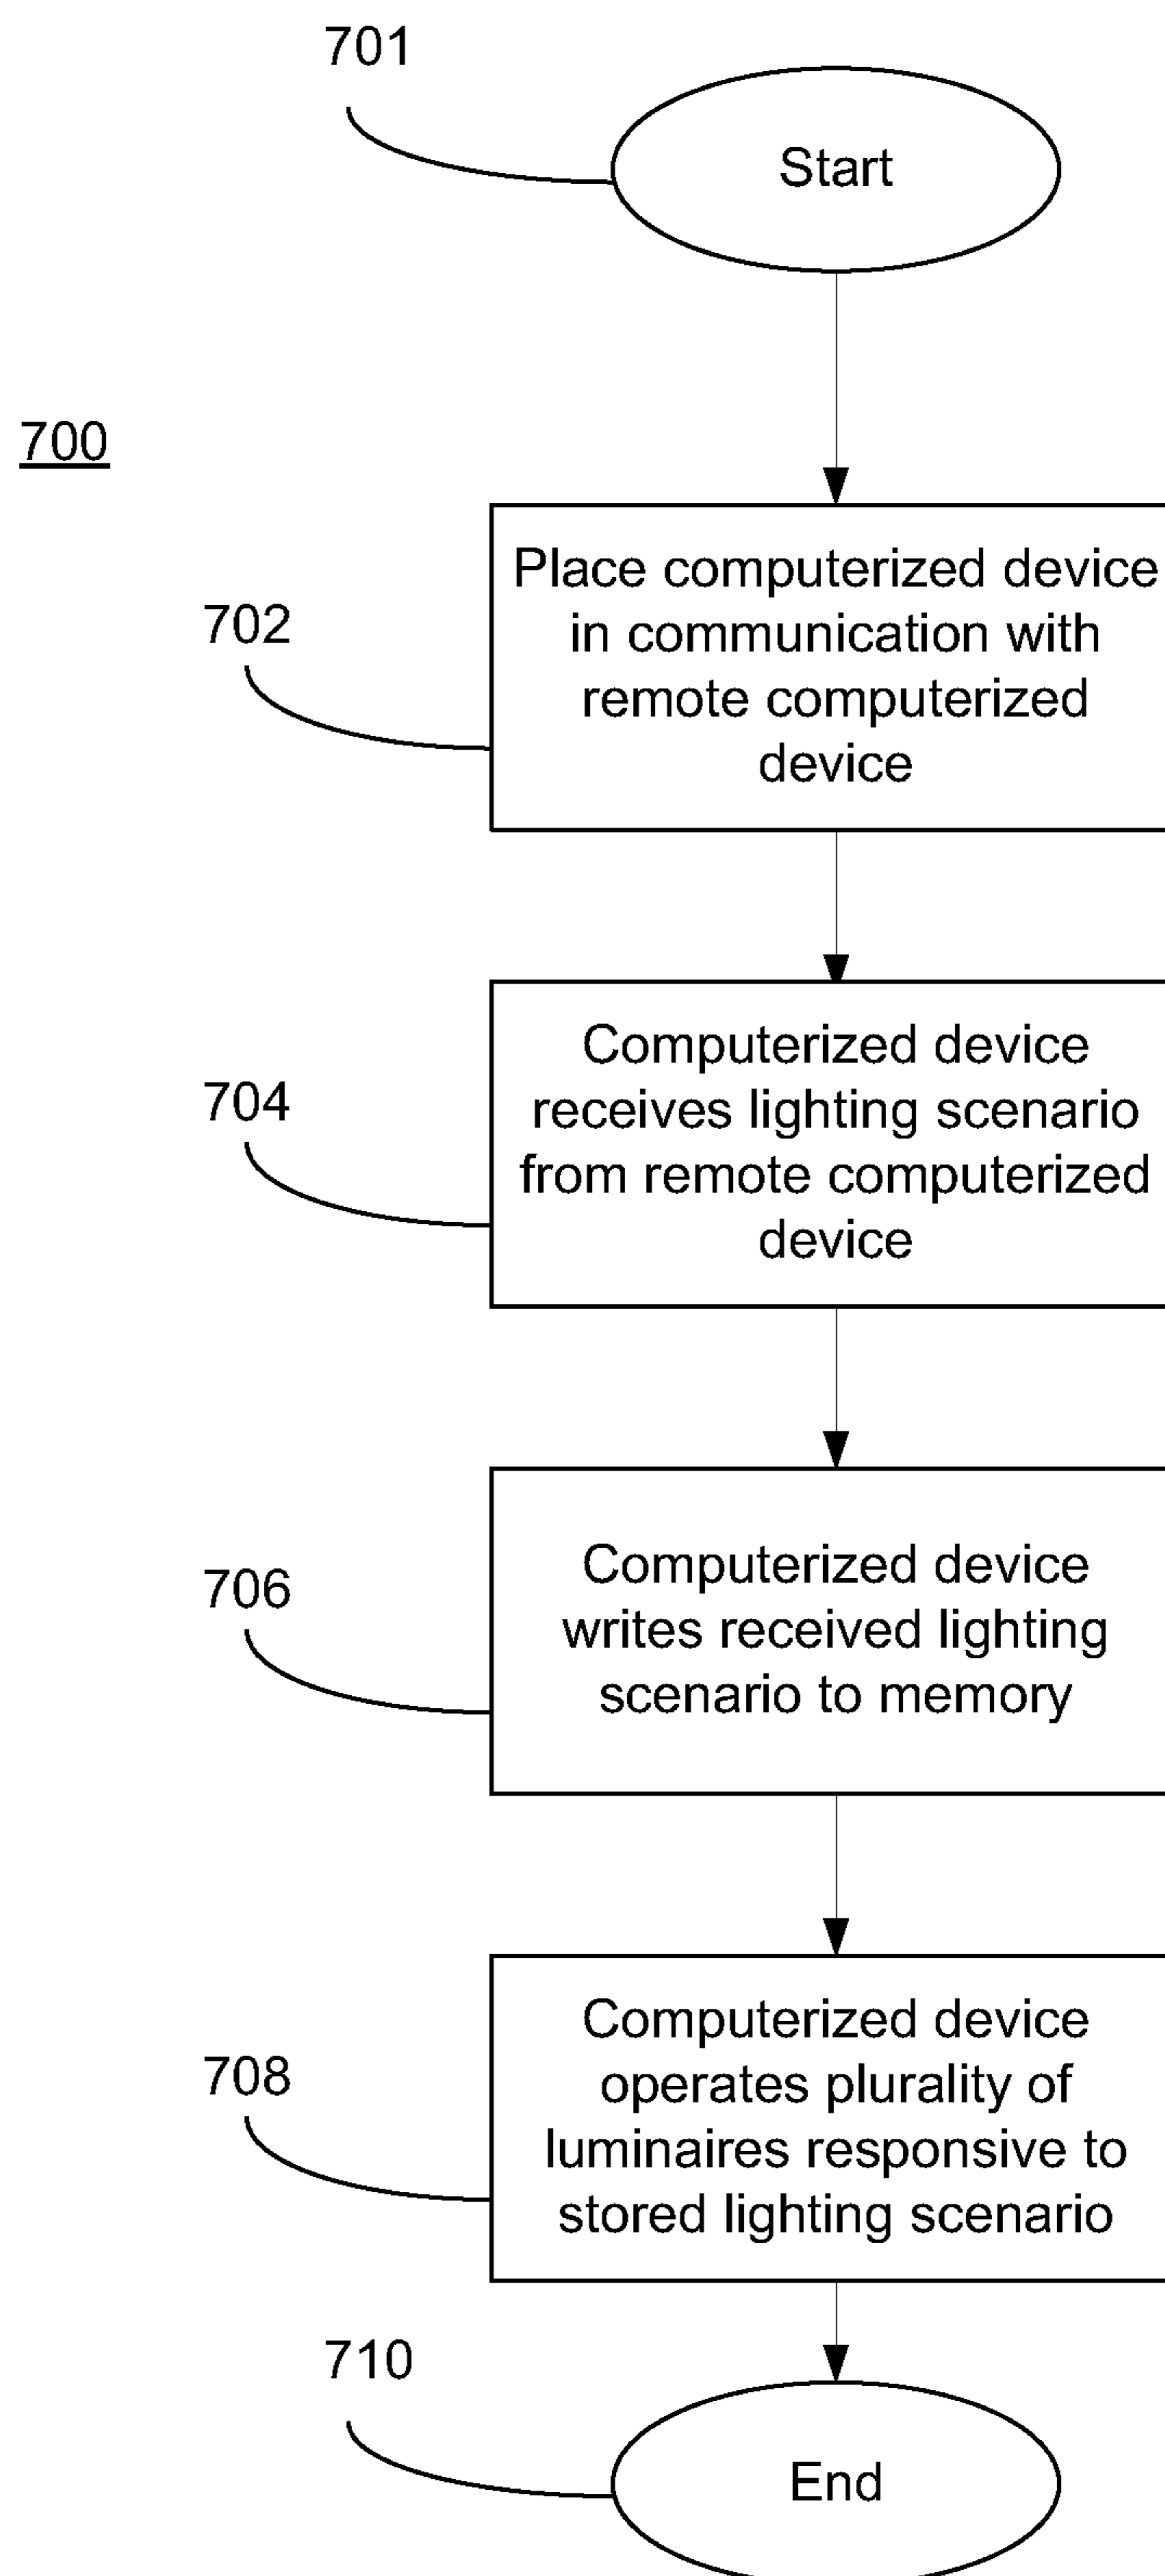 701
Start
700
Place computerized device
in communication with
remote computerized
device
702
Computerized device
receives lighting scenario
from remote computerized
device
704
Computerized device
writes received lighting
scenario to memory
706
Computerized device
operates plurality of
luminaires responsive to
stored lighting scenario
708
710
End